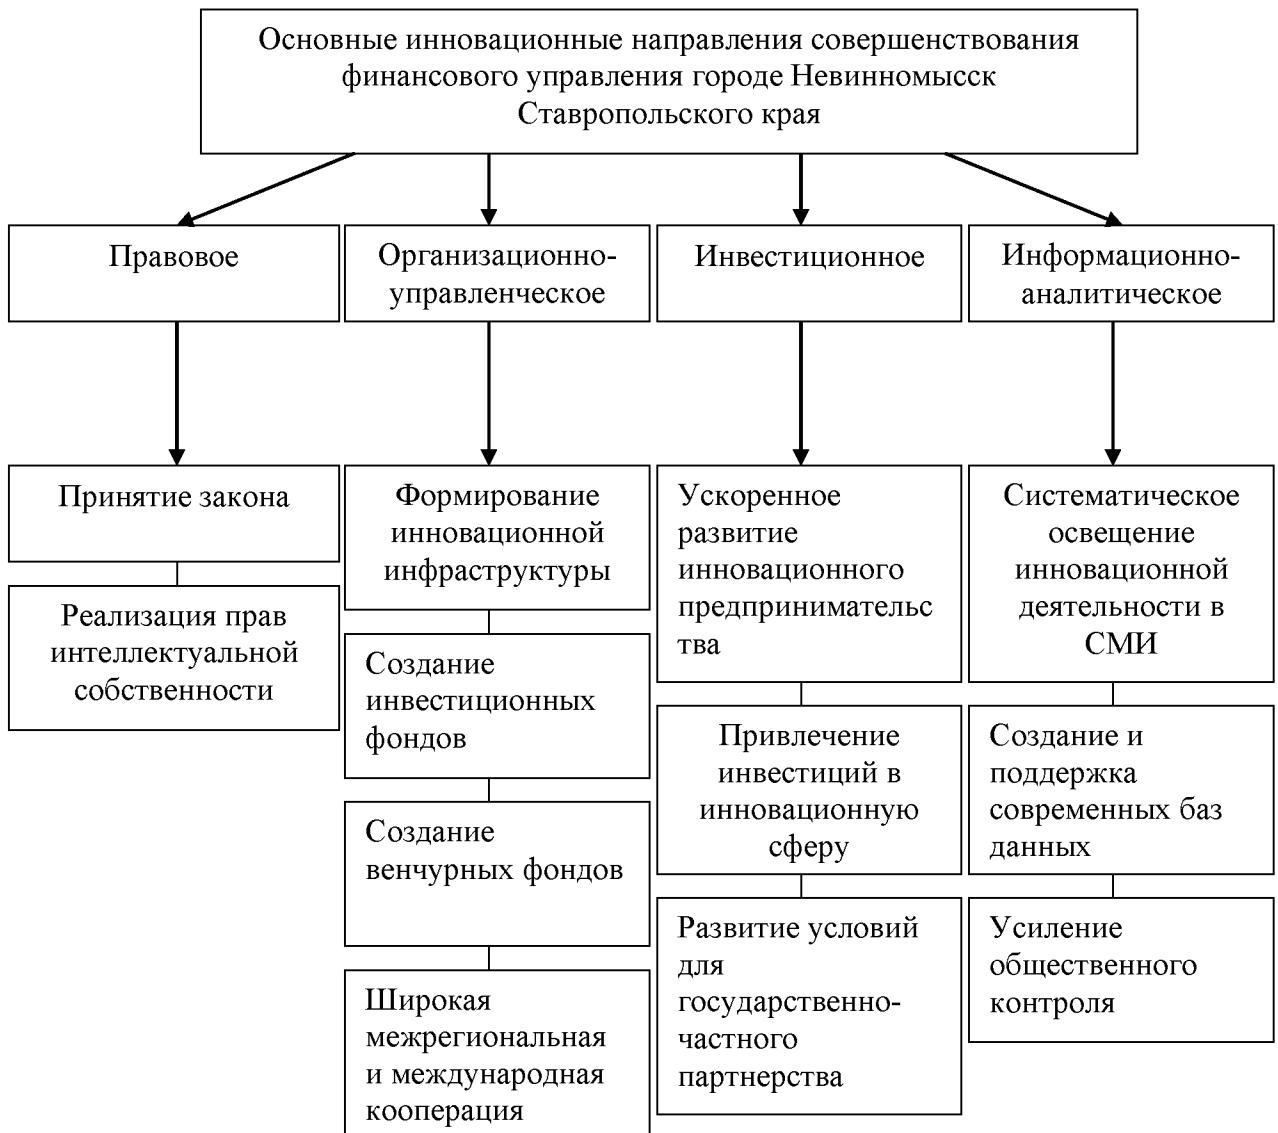 Основные инновационные направления совершенствования
финансового управления городе Невинномысск
Ставропольского края
Правовое
Организационно-
управленческое
Инвестиционное
Информационно-
аналитическое
Принятие закона
Реализация прав
интеллектуальной
собственности
Формирование
инновационной
инфраструктуры
Создание
инвестиционных
фондов
Создание
венчурных фондов
Широкая
межрегиональная
и международная
кооперация
Ускоренное
развитие
инновационного
предпринимательс
тва
Привлечение
инвестиций в
инновационную
сферу
Развитие условий
для
государственно-
частного
партнерства
Систематическое
освещение
инновационной
деятельности в
СМИ
Создание и
поддержка
современных баз
данных
Усиление
общественного
контроля